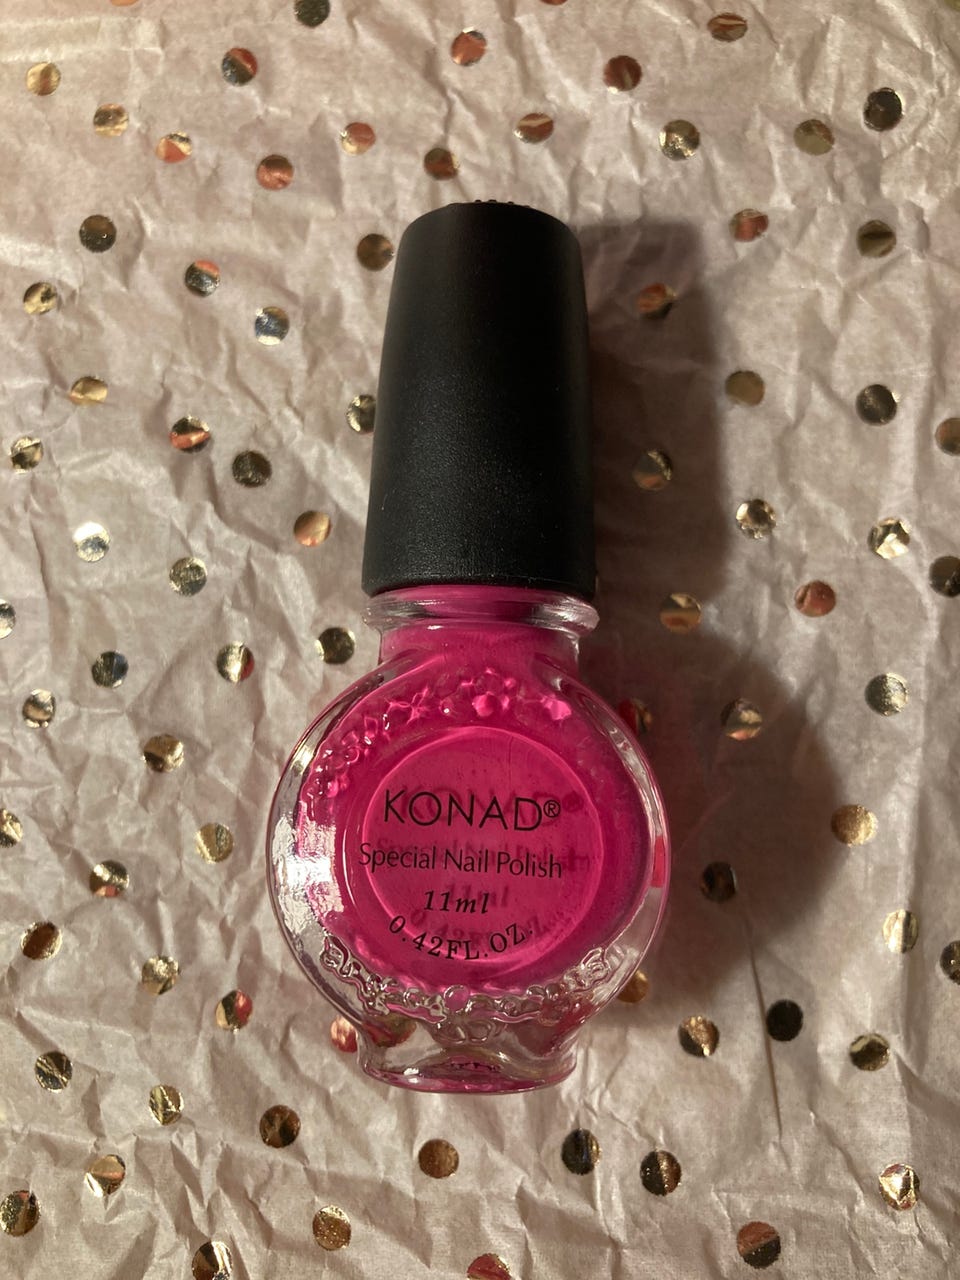 KONAD®
Special Nail Polish
11ml
0.42FL.OZ.